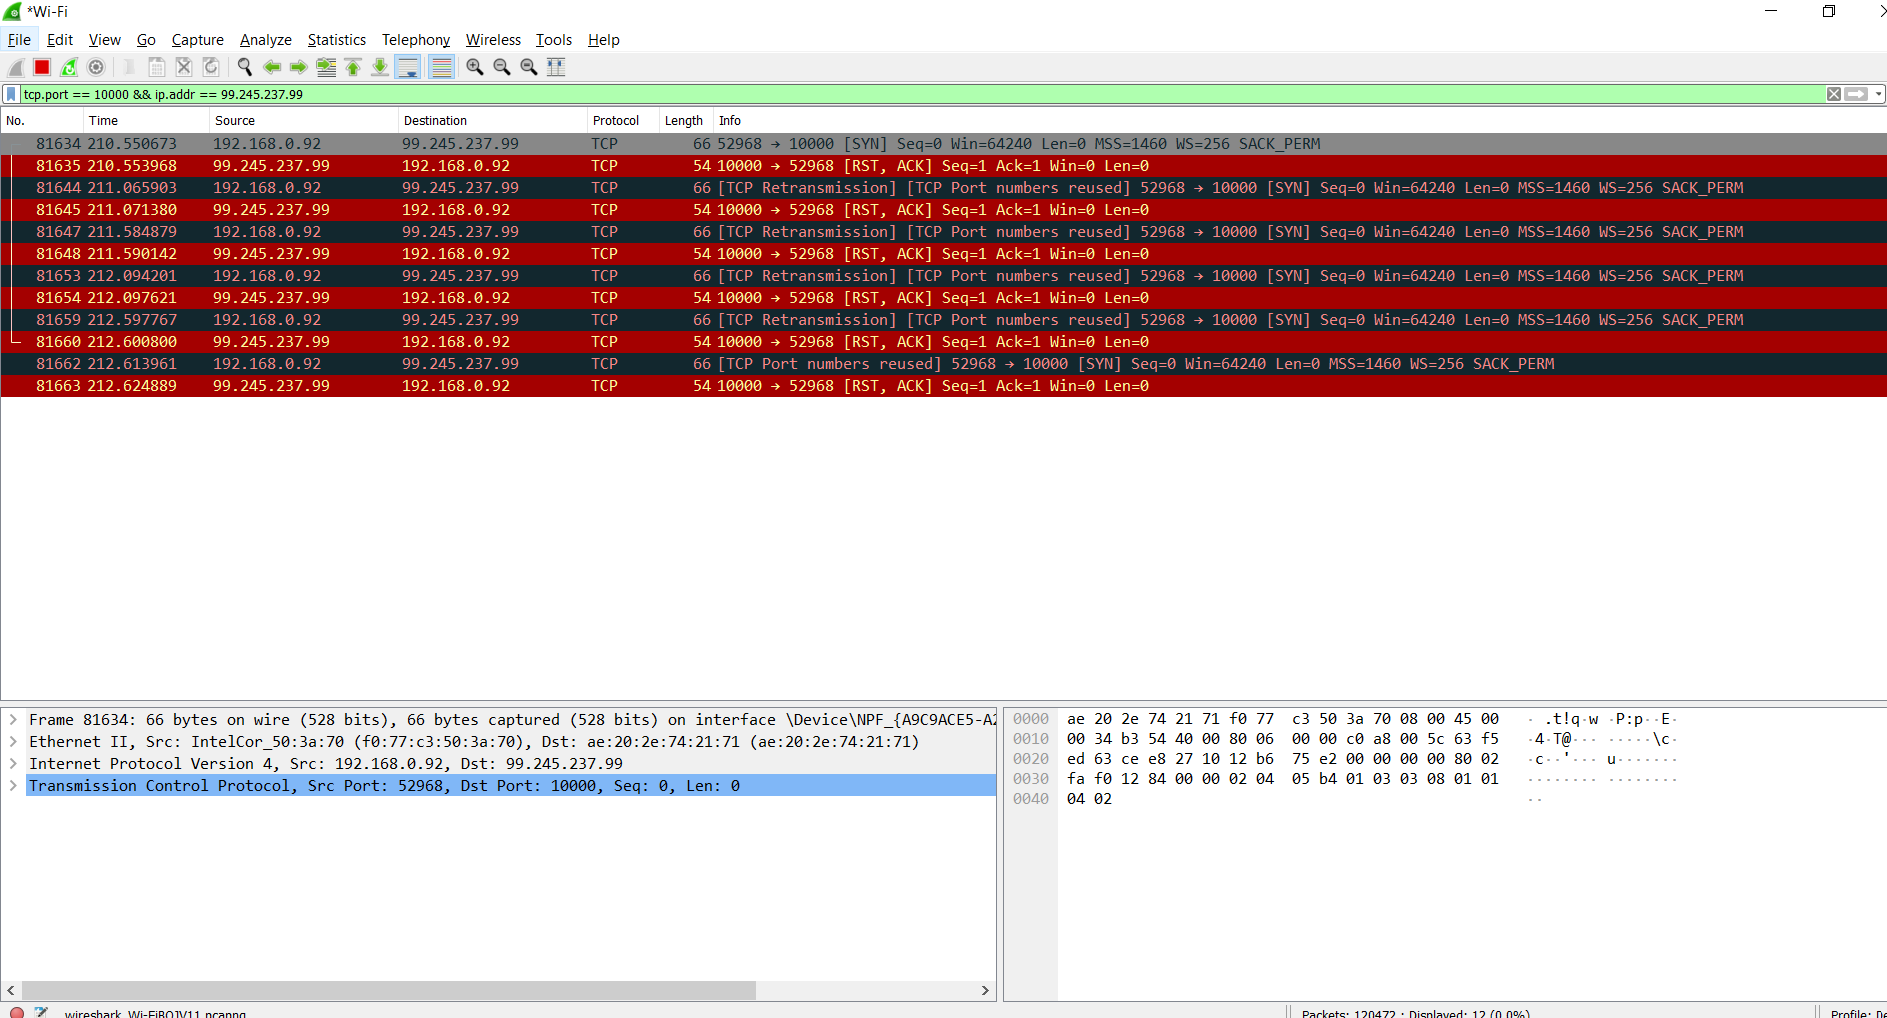 *Wi-Fi
File Edit View Go Capture Analyze Statistics Telephony Wireless Tools Help
tcp.port == 10000 && ip.addr == 99.245.237.99
No. Time Source Destination Protocol Length Info
81634 210.550673 192.168.0.92 99.245.237.99 TCP 66 52968 → 10000 [SYN] Seq=0 Win=64240 Len=0 MSS=1460 WS=256 SACK_PERM
81635 210.553968 99.245.237.99 192.168.0.92 TCP 54 10000 → 52968 [RST, ACK] Seq=1 Ack=1 Win=0 Len=0
81644 211.065903 192.168.0.92 99.245.237.99 TCP 66 [TCP Retransmission] [TCP Port numbers reused] 52968 → 10000 [SYN] Seq=0 Win=64240 Len=0 MSS=1460 WS=256 SACK_PERM
81645 211.071380 99.245.237.99 192.168.0.92 TCP 54 10000 → 52968 [RST, ACK] Seq=1 Ack=1 Win=0 Len=0
81647 211.584879 192.168.0.92 99.245.237.99 TCP 66 [TCP Retransmission] [TCP Port numbers reused] 52968 → 10000 [SYN] Seq=0 Win=64240 Len=0 MSS=1460 WS=256 SACK_PERM
81648 211.590142 99.245.237.99 192.168.0.92 TCP 54 10000 → 52968 [RST, ACK] Seq=1 Ack=1 Win=0 Len=0
81653 212.094201 192.168.0.92 99.245.237.99 TCP 66 [TCP Retransmission] [TCP Port numbers reused] 52968 → 10000 [SYN] Seq=0 Win=64240 Len=0 MSS=1460 WS=256 SACK_PERM
81654 212.097621 99.245.237.99 192.168.0.92 TCP 54 10000 → 52968 [RST, ACK] Seq=1 Ack=1 Win=0 Len=0
81659 212.597767 192.168.0.92 99.245.237.99 TCP 66 [TCP Retransmission] [TCP Port numbers reused] 52968 → 10000 [SYN] Seq=0 Win=64240 Len=0 MSS=1460 WS=256 SACK_PERM
81660 212.600800 99.245.237.99 192.168.0.92 TCP 54 10000 → 52968 [RST, ACK] Seq=1 Ack=1 Win=0 Len=0
81662 212.613961 192.168.0.92 99.245.237.99 TCP 66 [TCP Port numbers reused] 52968 → 10000 [SYN] Seq=0 Win=64240 Len=0 MSS=1460 WS=256 SACK_PERM
81663 212.624889 99.245.237.99 192.168.0.92 TCP 54 10000 → 52968 [RST, ACK] Seq=1 Ack=1 Win=0 Len=0
Frame 81634: 66 bytes on wire (528 bits), 66 bytes captured (528 bits) on interface \Device\NPF_{A9C9ACE5-A2
Ethernet II, Src: IntelCor_50:3a:70 (f0:77:c3:50:3a:70), Dst: ae:20:2e:74:21:71 (ae:20:2e:74:21:71)
Internet Protocol Version 4, Src: 192.168.0.92, Dst: 99.245.237.99
Transmission Control Protocol, Src Port: 52968, Dst Port: 10000, Seq: 0, Len: 0
0000 ae 20 2e 74 21 71 f0 77 c3 50 3a 70 08 00 45 00 · .t!q·w ·P:p··E·
0010 00 34 b3 54 40 00 80 06 00 00 c0 a8 00 5c 63 f5 ·4·T@··· ·····\c·
0020 ed 63 ce e8 27 10 12 b6 75 e2 00 00 00 00 80 02 ·c··'··· u·······
0030 fa f0 12 84 00 00 02 04 05 b4 01 03 03 08 01 01 ········ ········
0040 04 02 ··
wireshark_Wi-FiBOJV11.pcapng
Packets: 120472 · Displayed: 12 (0.0%)
Profile: De